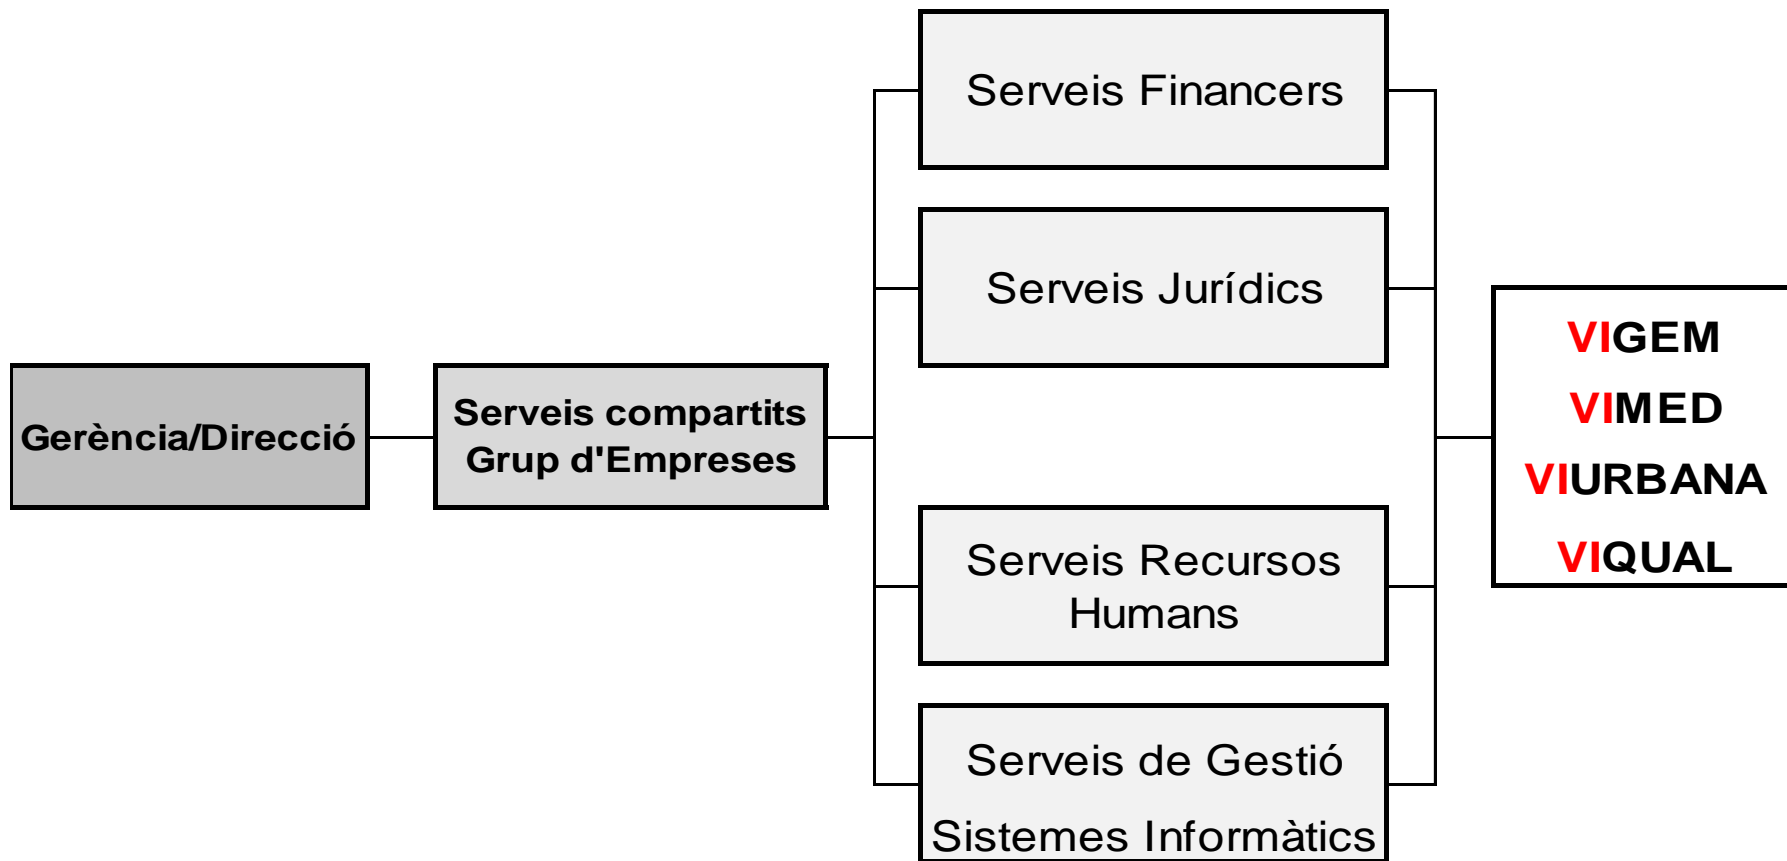 Gerència/Direcció
Serveis compartits
Grup d'Empreses
Serveis Financers
Serveis Jurídics
Serveis Recursos
Humans
Serveis de Gestió
Sistemes Informàtics
VIGEM
VIMED
VIURBANA
VIQUAL